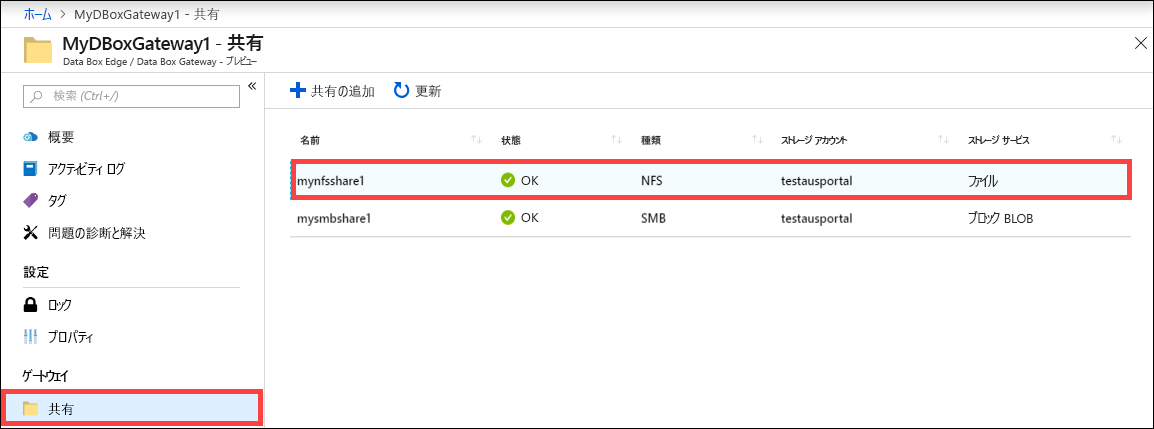 ホーム > MyDBoxGateway1 - 共有
MyDBoxGateway1 - 共有
Data Box Edge / Data Box Gateway - プレビュー
検索 (Ctrl+/)
概要
アクティビティ ログ
タグ
問題の診断と解決
設定
ロック
プロパティ
ゲートウェイ
共有
共有の追加 更新
名前 状態 種類 ストレージ アカウント ストレージ サービス
mynfsshare1 OK NFS testausportal ファイル
mysmbshare1 OK SMB testausportal ブロック BLOB